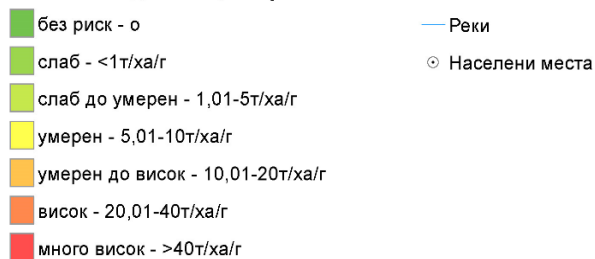 без риск - о
слаб - <1т/ха/г
слаб до умерен - 1,01-5т/ха/г
умерен - 5,01-10т/ха/г
умерен до висок - 10,01-20т/ха/г
висок - 20,01-40т/ха/г
много висок - >40т/ха/г
Реки
Населени места